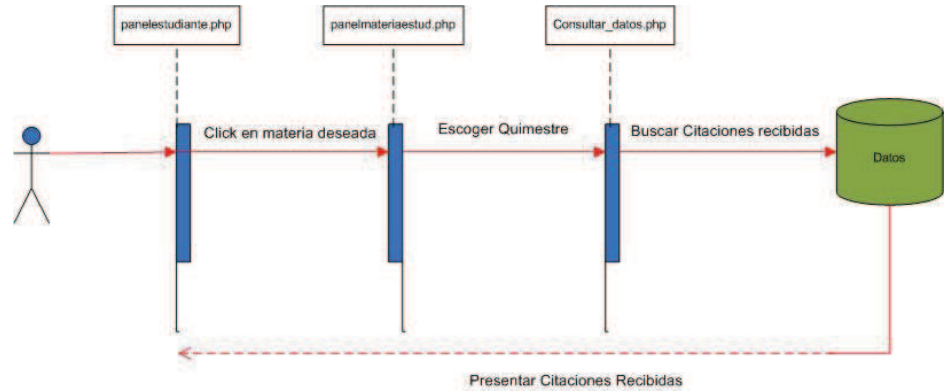 panelestudiante.php
panelmateriaestud.php
Consultar_datos.php
Click en materia deseada
Escoger Quimestre
Buscar Citaciones recibidas
Datos
Presentar Citaciones Recibidas